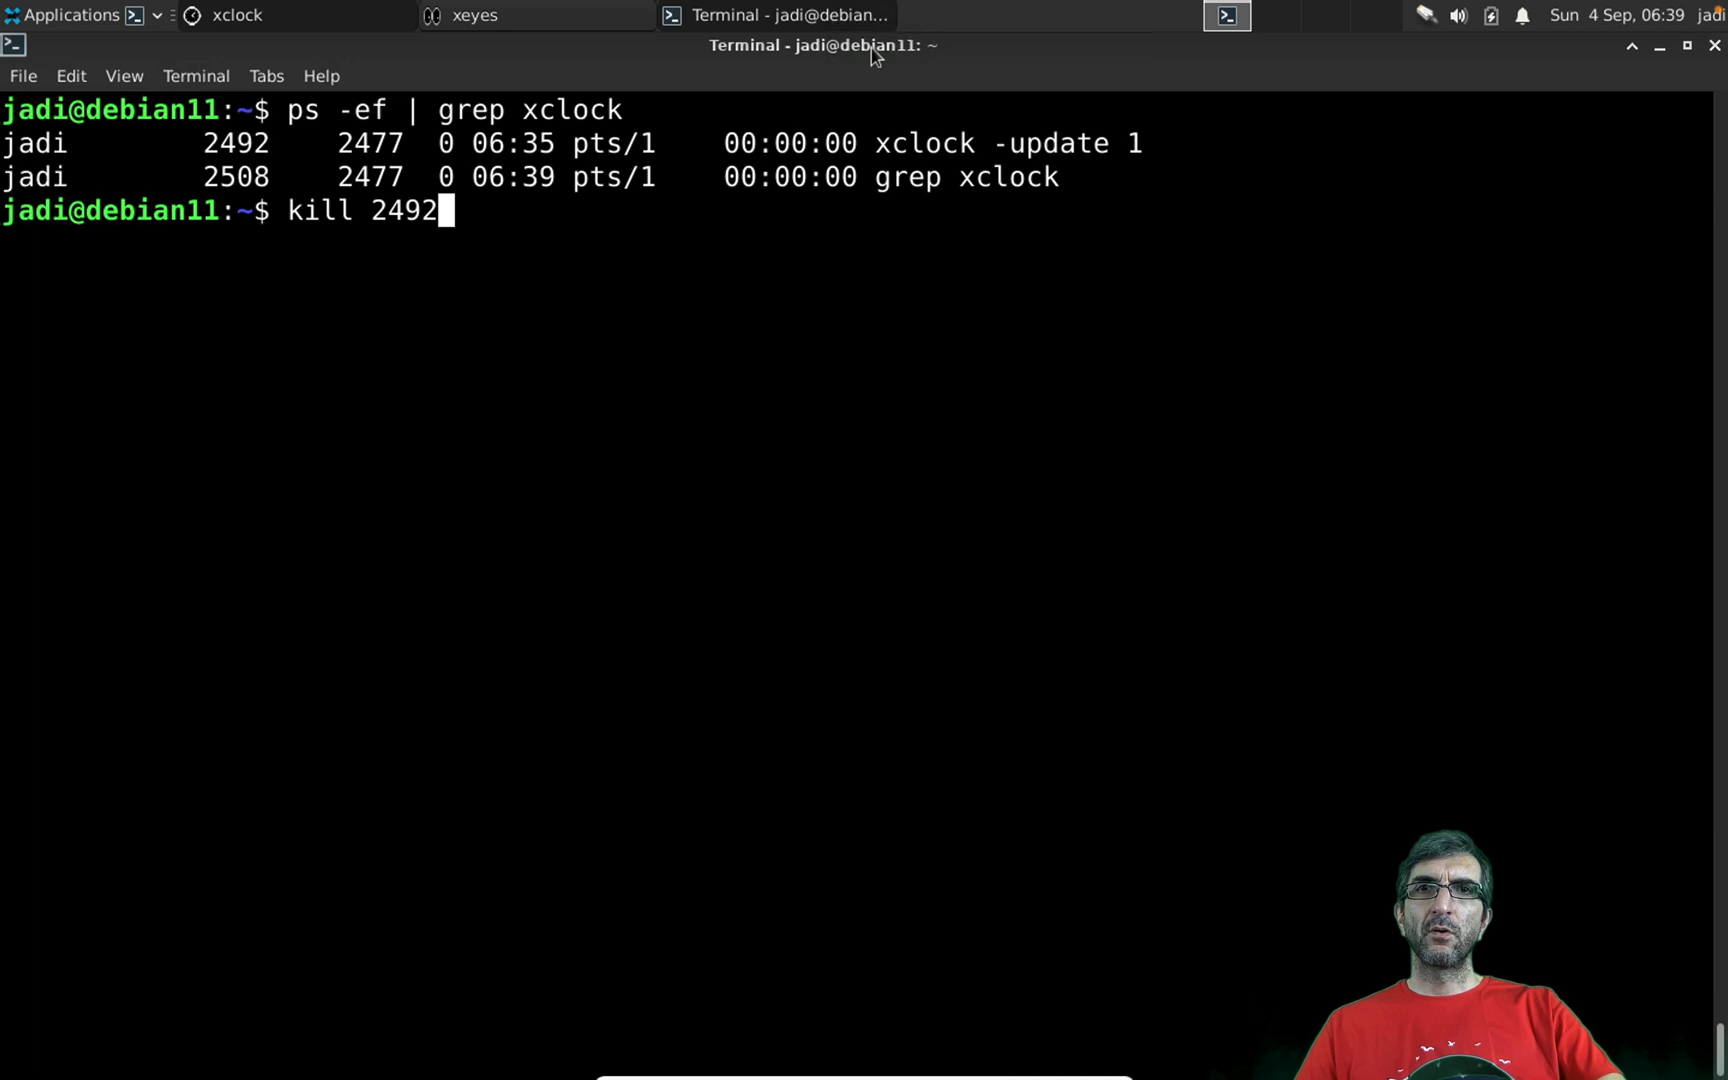 Applications xclock xeyes Terminal - jadi@debian... Sun 4 Sep, 06:39 jadi
Terminal - jadi@debian11: ~
File Edit View Terminal Tabs Help
jadi@debian11:~$ ps -ef | grep xclock
jadi 2492 2477 0 06:35 pts/1 00:00:00 xclock -update 1
jadi 2508 2477 0 06:39 pts/1 00:00:00 grep xclock
jadi@debian11:~$ kill 2492